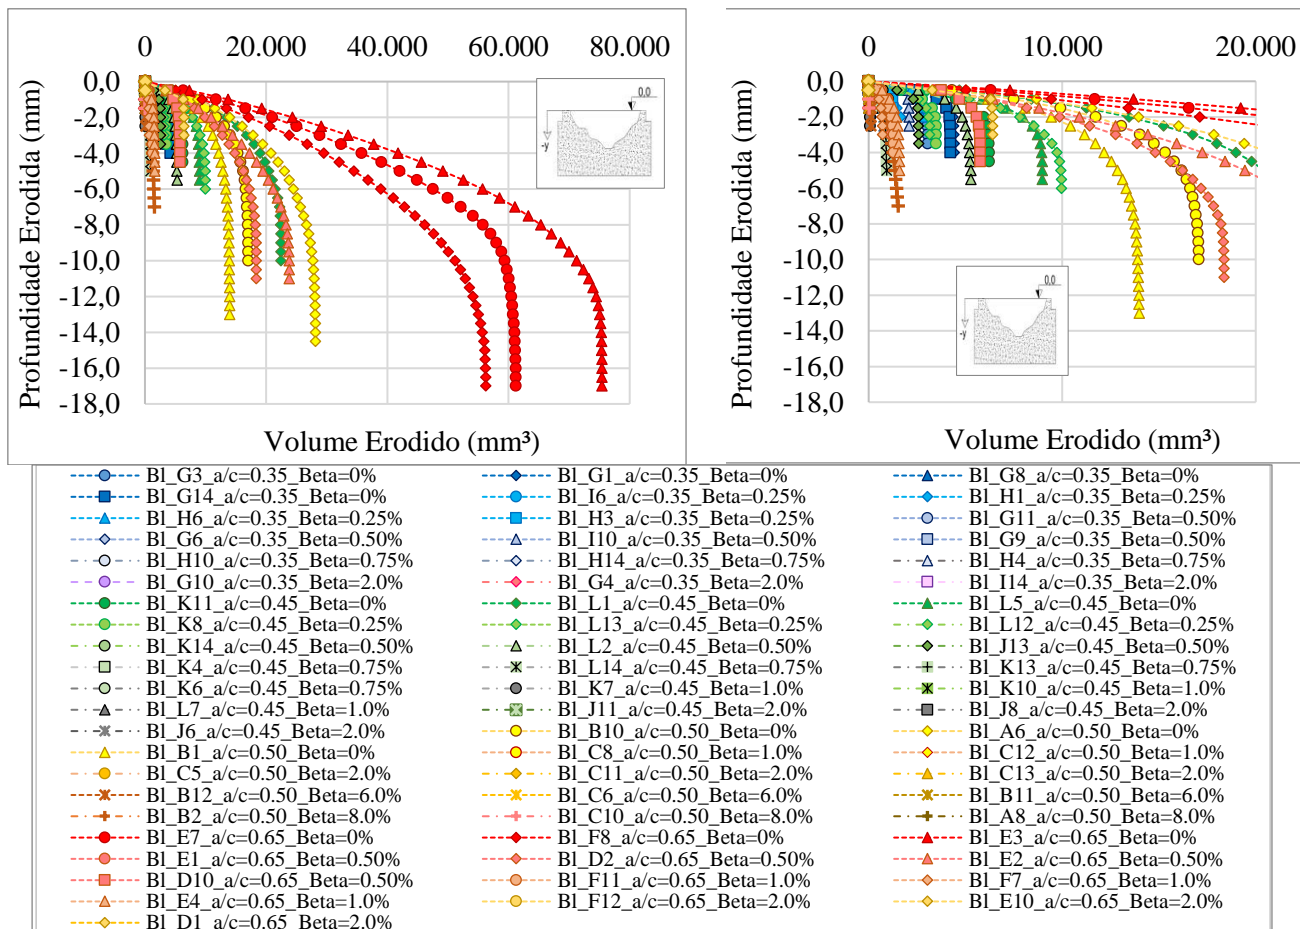 0 20.000 40.000 60.000 80.000
0,0
-2,0
-4,0
-6,0
-8,0
-10,0
-12,0
-14,0
-16,0
-18,0
Profundidade Erodida (mm)
0.0
-y
Volume Erodido (mm³)
0 10.000 20.000
0,0
-2,0
-4,0
-6,0
-8,0
-10,0
-12,0
-14,0
-16,0
-18,0
Profundidade Erodida (mm)
0.0
-y
Volume Erodido (mm³)
Bl_G3_a/c=0.35_Beta=0% Bl_G1_a/c=0.35_Beta=0% Bl_G8_a/c=0.35_Beta=0%
Bl_G14_a/c=0.35_Beta=0% Bl_I6_a/c=0.35_Beta=0.25% Bl_H1_a/c=0.35_Beta=0.25%
Bl_H6_a/c=0.35_Beta=0.25% Bl_H3_a/c=0.35_Beta=0.25% Bl_G11_a/c=0.35_Beta=0.50%
Bl_G6_a/c=0.35_Beta=0.50% Bl_I10_a/c=0.35_Beta=0.50% Bl_G9_a/c=0.35_Beta=0.50%
Bl_H10_a/c=0.35_Beta=0.75% Bl_H14_a/c=0.35_Beta=0.75% Bl_H4_a/c=0.35_Beta=0.75%
Bl_G10_a/c=0.35_Beta=2.0% Bl_G4_a/c=0.35_Beta=2.0% Bl_I14_a/c=0.35_Beta=2.0%
Bl_K11_a/c=0.45_Beta=0% Bl_L1_a/c=0.45_Beta=0% Bl_L5_a/c=0.45_Beta=0%
Bl_K8_a/c=0.45_Beta=0.25% Bl_L13_a/c=0.45_Beta=0.25% Bl_L12_a/c=0.45_Beta=0.25%
Bl_K14_a/c=0.45_Beta=0.50% Bl_L2_a/c=0.45_Beta=0.50% Bl_J13_a/c=0.45_Beta=0.50%
Bl_K4_a/c=0.45_Beta=0.75% Bl_L14_a/c=0.45_Beta=0.75% Bl_K13_a/c=0.45_Beta=0.75%
Bl_K6_a/c=0.45_Beta=0.75% Bl_K7_a/c=0.45_Beta=1.0% Bl_K10_a/c=0.45_Beta=1.0%
Bl_L7_a/c=0.45_Beta=1.0% Bl_J11_a/c=0.45_Beta=2.0% Bl_J8_a/c=0.45_Beta=2.0%
Bl_J6_a/c=0.45_Beta=2.0% Bl_B10_a/c=0.50_Beta=0% Bl_A6_a/c=0.50_Beta=0%
Bl_B1_a/c=0.50_Beta=0% Bl_C8_a/c=0.50_Beta=1.0% Bl_C12_a/c=0.50_Beta=1.0%
Bl_C5_a/c=0.50_Beta=2.0% Bl_C11_a/c=0.50_Beta=2.0% Bl_C13_a/c=0.50_Beta=2.0%
Bl_B12_a/c=0.50_Beta=6.0% Bl_C6_a/c=0.50_Beta=6.0% Bl_B11_a/c=0.50_Beta=6.0%
Bl_B2_a/c=0.50_Beta=8.0% Bl_C10_a/c=0.50_Beta=8.0% Bl_A8_a/c=0.50_Beta=8.0%
Bl_E7_a/c=0.65_Beta=0% Bl_F8_a/c=0.65_Beta=0% Bl_E3_a/c=0.65_Beta=0%
Bl_E1_a/c=0.65_Beta=0.50% Bl_D2_a/c=0.65_Beta=0.50% Bl_E2_a/c=0.65_Beta=0.50%
Bl_D10_a/c=0.65_Beta=0.50% Bl_F11_a/c=0.65_Beta=1.0% Bl_F7_a/c=0.65_Beta=1.0%
Bl_E4_a/c=0.65_Beta=1.0% Bl_F12_a/c=0.65_Beta=2.0% Bl_E10_a/c=0.65_Beta=2.0%
Bl_D1_a/c=0.65_Beta=2.0%